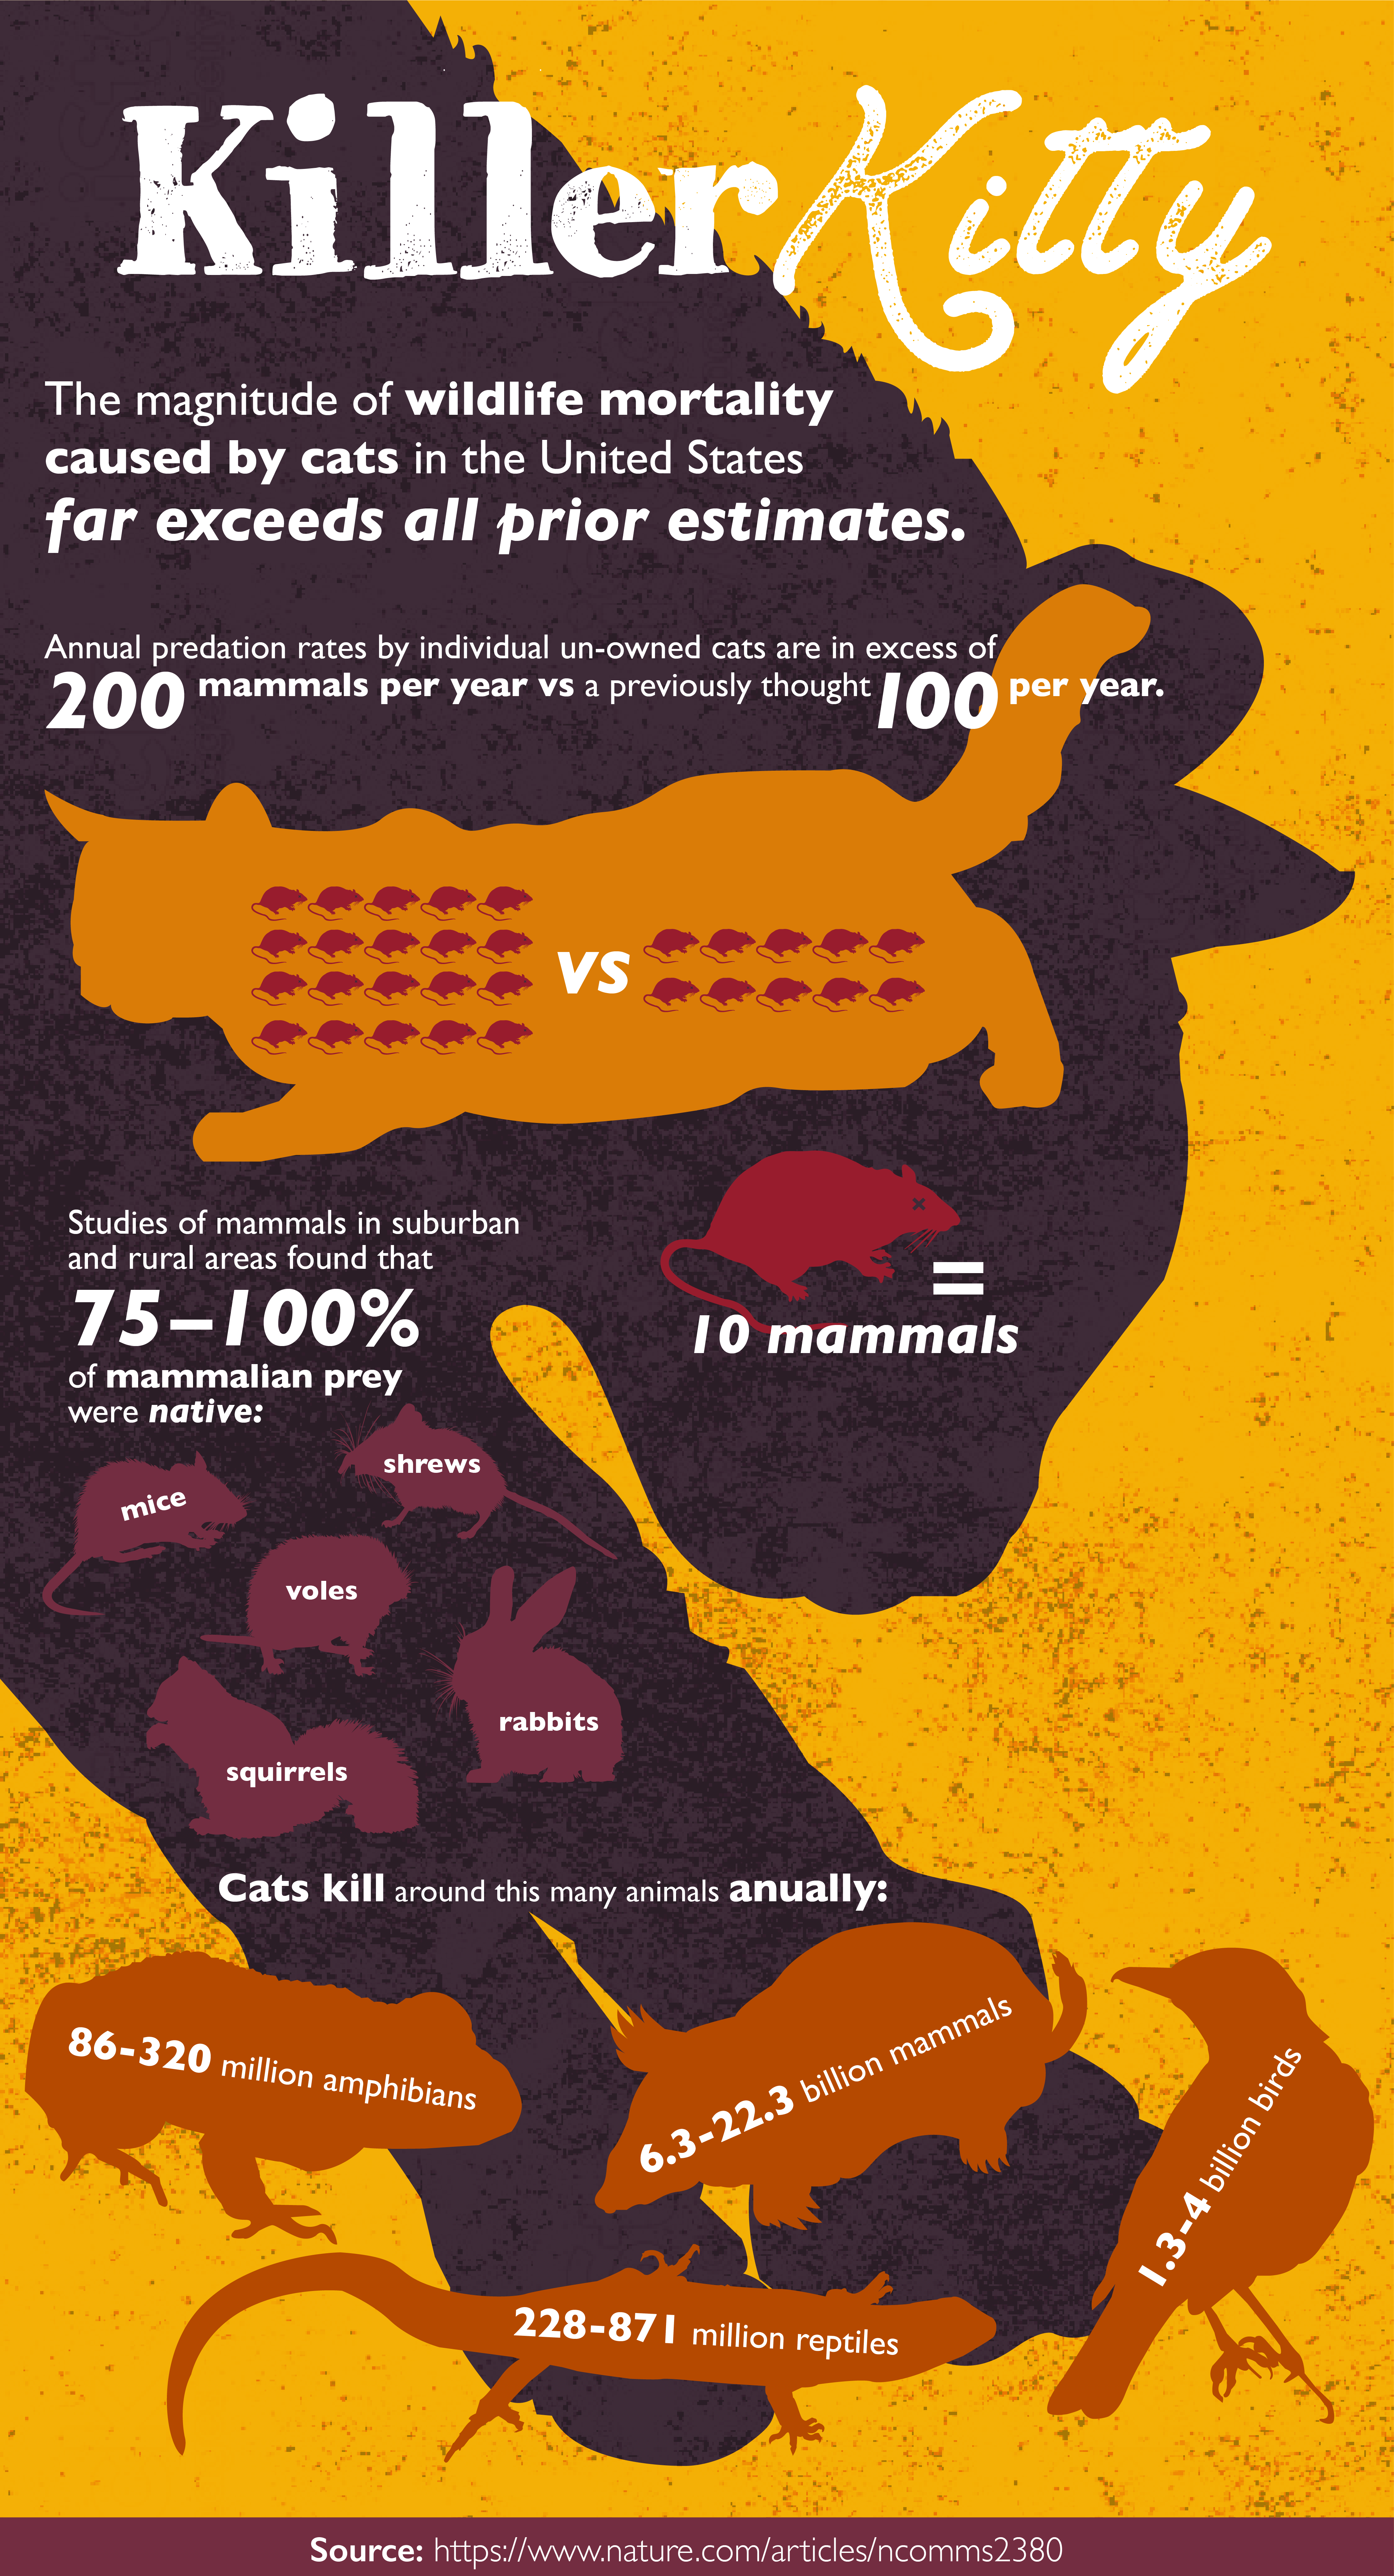 Killer Kitty
The magnitude of wildlife mortality
caused by cats in the United States
far exceeds all prior estimates.
Annual predation rates by individual un-owned cats are in excess of
200 mammals per year vs a previously thought 100 per year.
vs
=
10 mammals
Studies of mammals in suburban
and rural areas found that
75–100%
of mammalian prey
were native:
shrews
mice
voles
rabbits
squirrels
Cats kill around this many animals anually:
86-320 million amphibians
6.3-22.3 billion mammals
1.3-4 billion birds
228-871 million reptiles
Source: https://www.nature.com/articles/ncomms2380